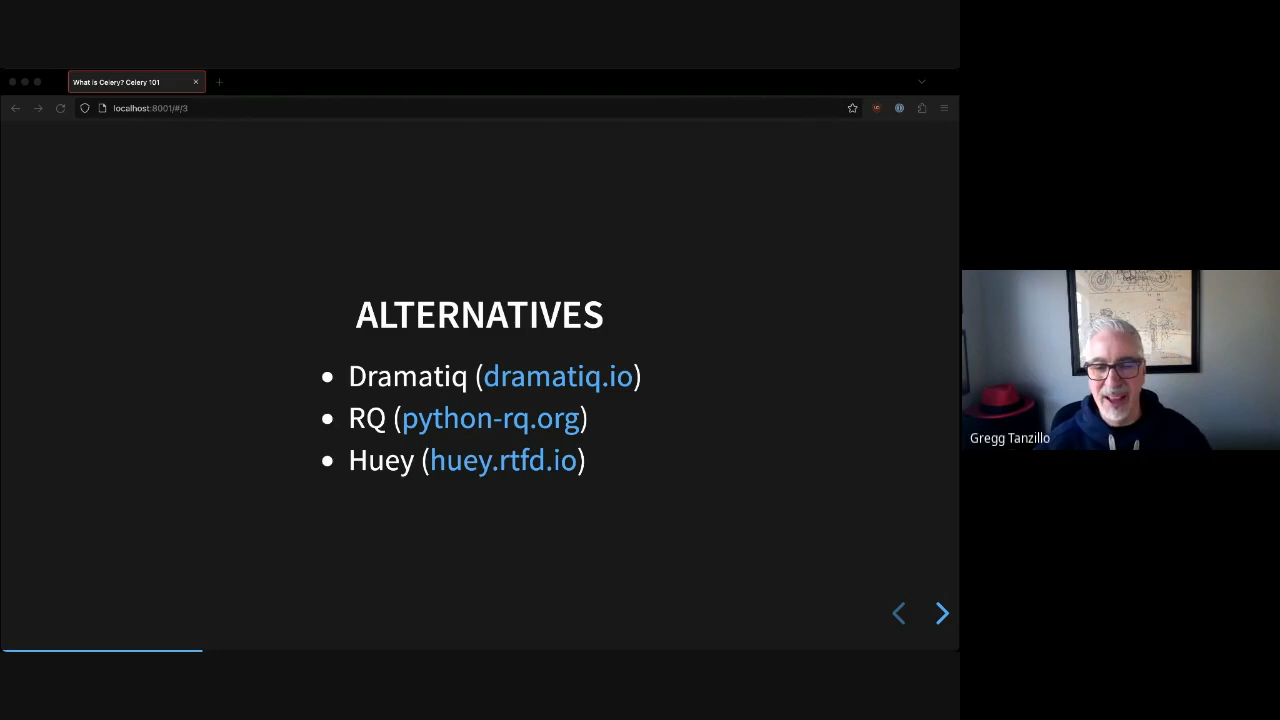 What is Celery? Celery 101
localhost:8001/#/3
ALTERNATIVES
Dramatiq (dramatiq.io)
RQ (python-rq.org)
Huey (huey.rtfd.io)
Gregg Tanzillo